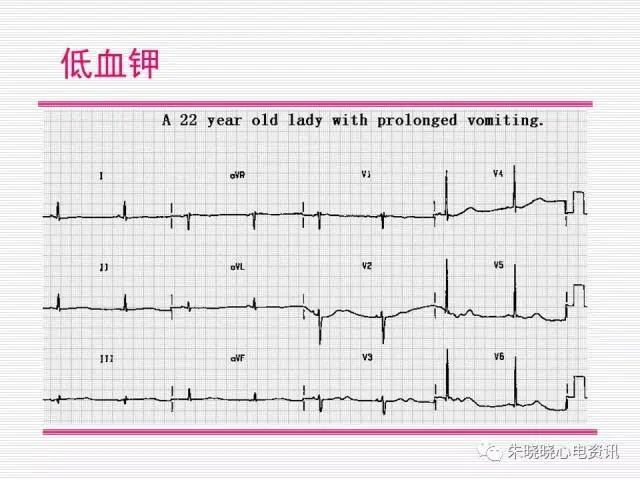 低血钾
A 22 year old lady with prolonged vomiting.
I aVR V1 V4
II aVL V2 V5
III aVF V3 V6
朱晓晓心电资讯